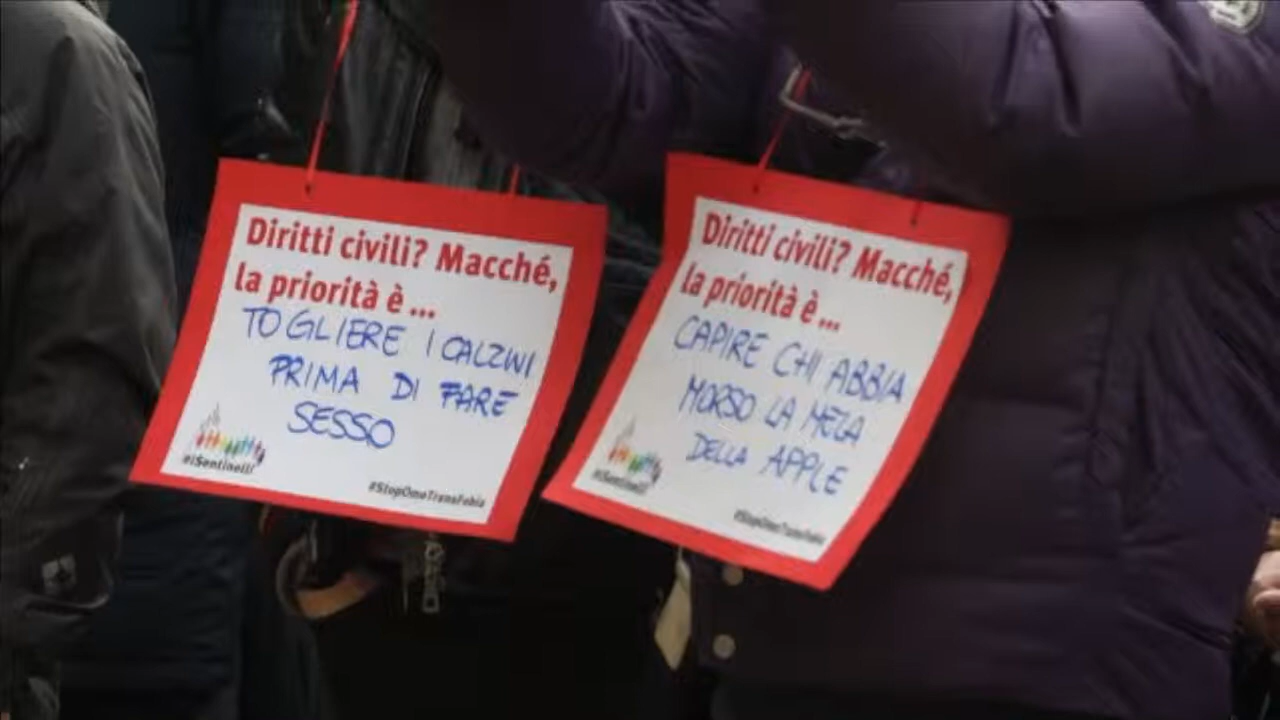 Diritti civili? Macché,
la priorità è...
TOGLIERE I CALZINI
PRIMA DI FARE
SESSO
#iSentinelli
#StopOmoTransFobia
Diritti civili? Macché,
la priorità è...
CAPIRE CHI ABBIA
MORSO LA MELA
DELLA APPLE
#iSentinelli
#StopOmoTransFobia